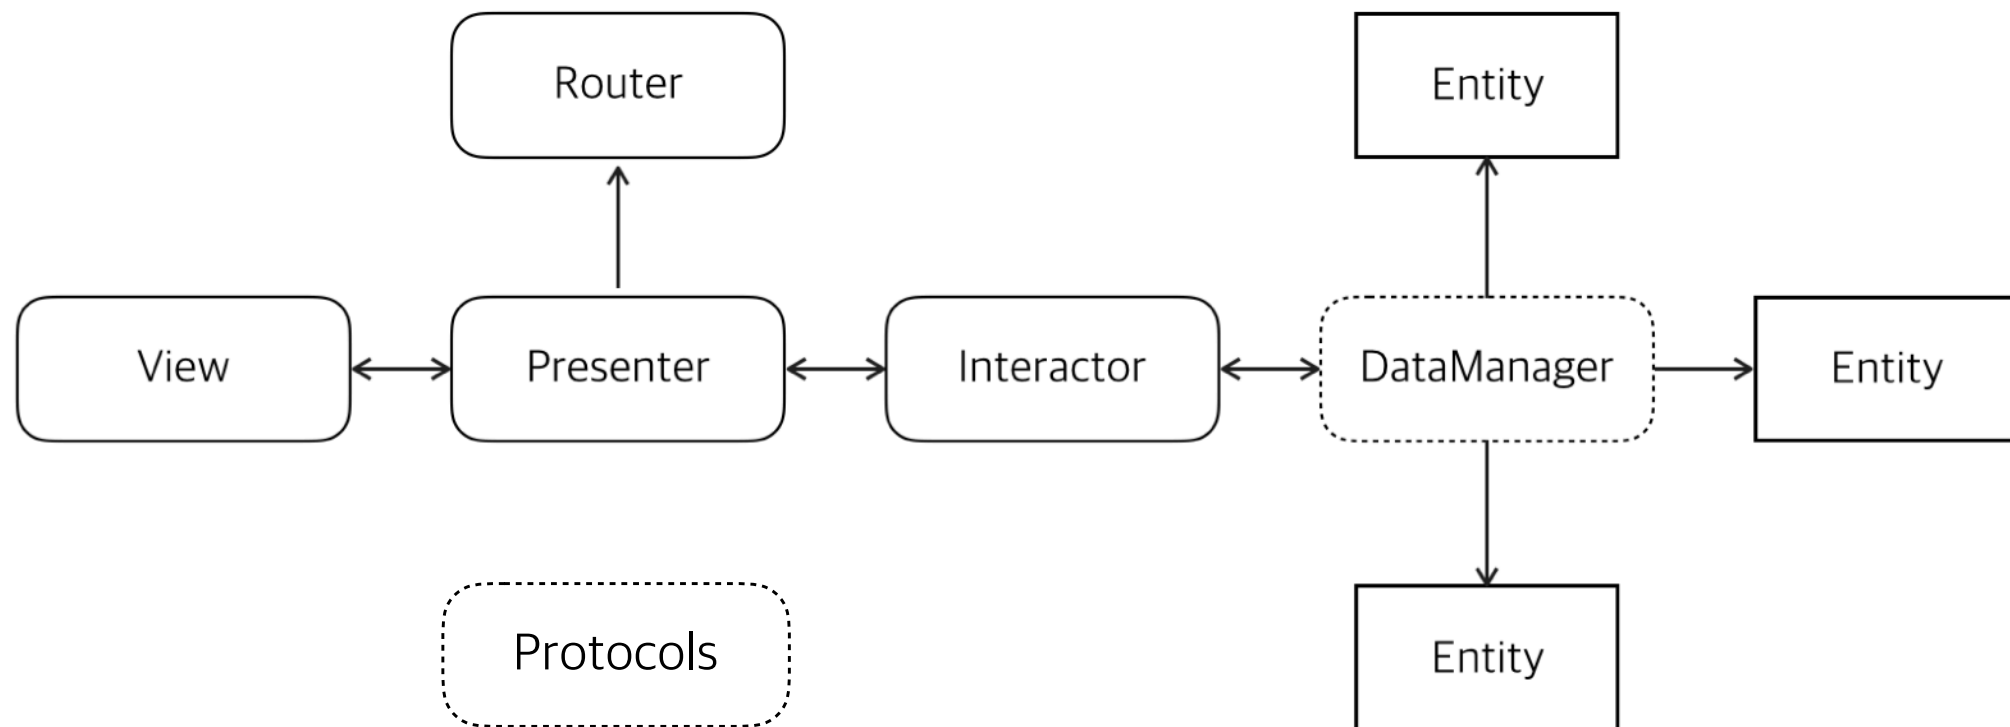 Router
Entity
View
Presenter
Interactor
DataManager
Entity
Protocols
Entity